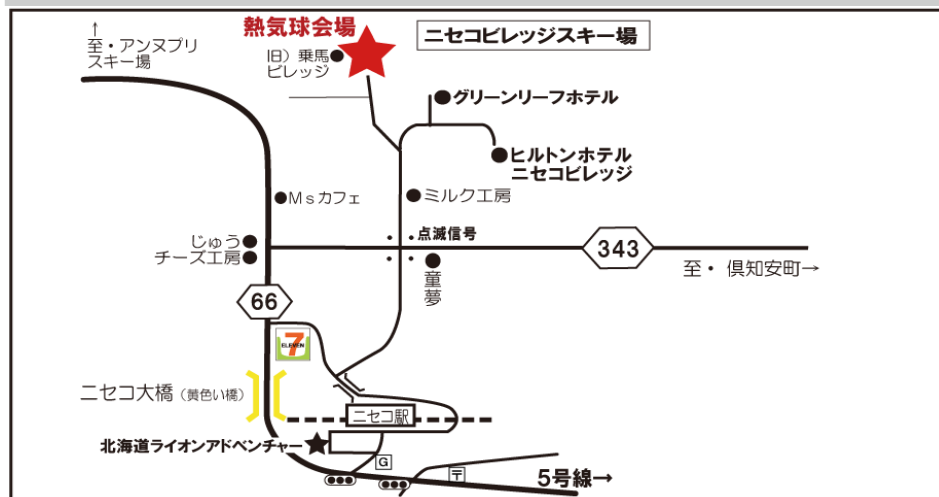 熱気球会場
ニセコビレッジスキー場
↑
至・アンヌプリ
スキー場
旧）乗馬
ビレッジ
グリーンリーフホテル
ヒルトンホテル
ニセコビレッジ
Msカフェ
ミルク工房
じゅう
チーズ工房
点滅信号
343
至・ 倶知安町→
童
夢
66
7
ELEVEN
ニセコ大橋（黄色い橋）
ニセコ駅
北海道ライオンアドベンチャー
G
〒
5号線→